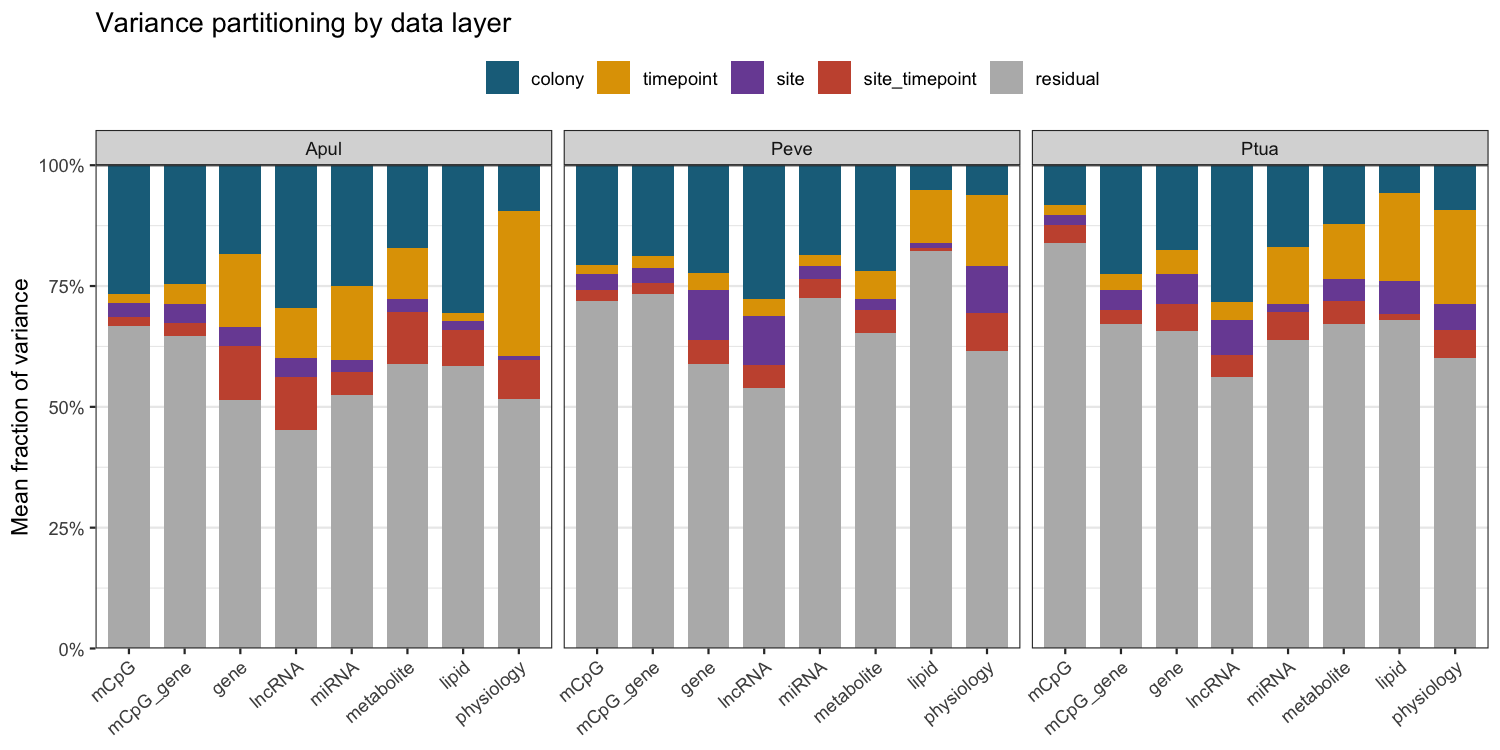 Variance partitioning by data layer
colony timepoint site site_timepoint residual
Apul Peve Ptua
Mean fraction of variance
100%
75%
50%
25%
0%
mCpG mCpG_gene gene lncRNA miRNA metabolite lipid physiology
mCpG mCpG_gene gene lncRNA miRNA metabolite lipid physiology
mCpG mCpG_gene gene lncRNA miRNA metabolite lipid physiology